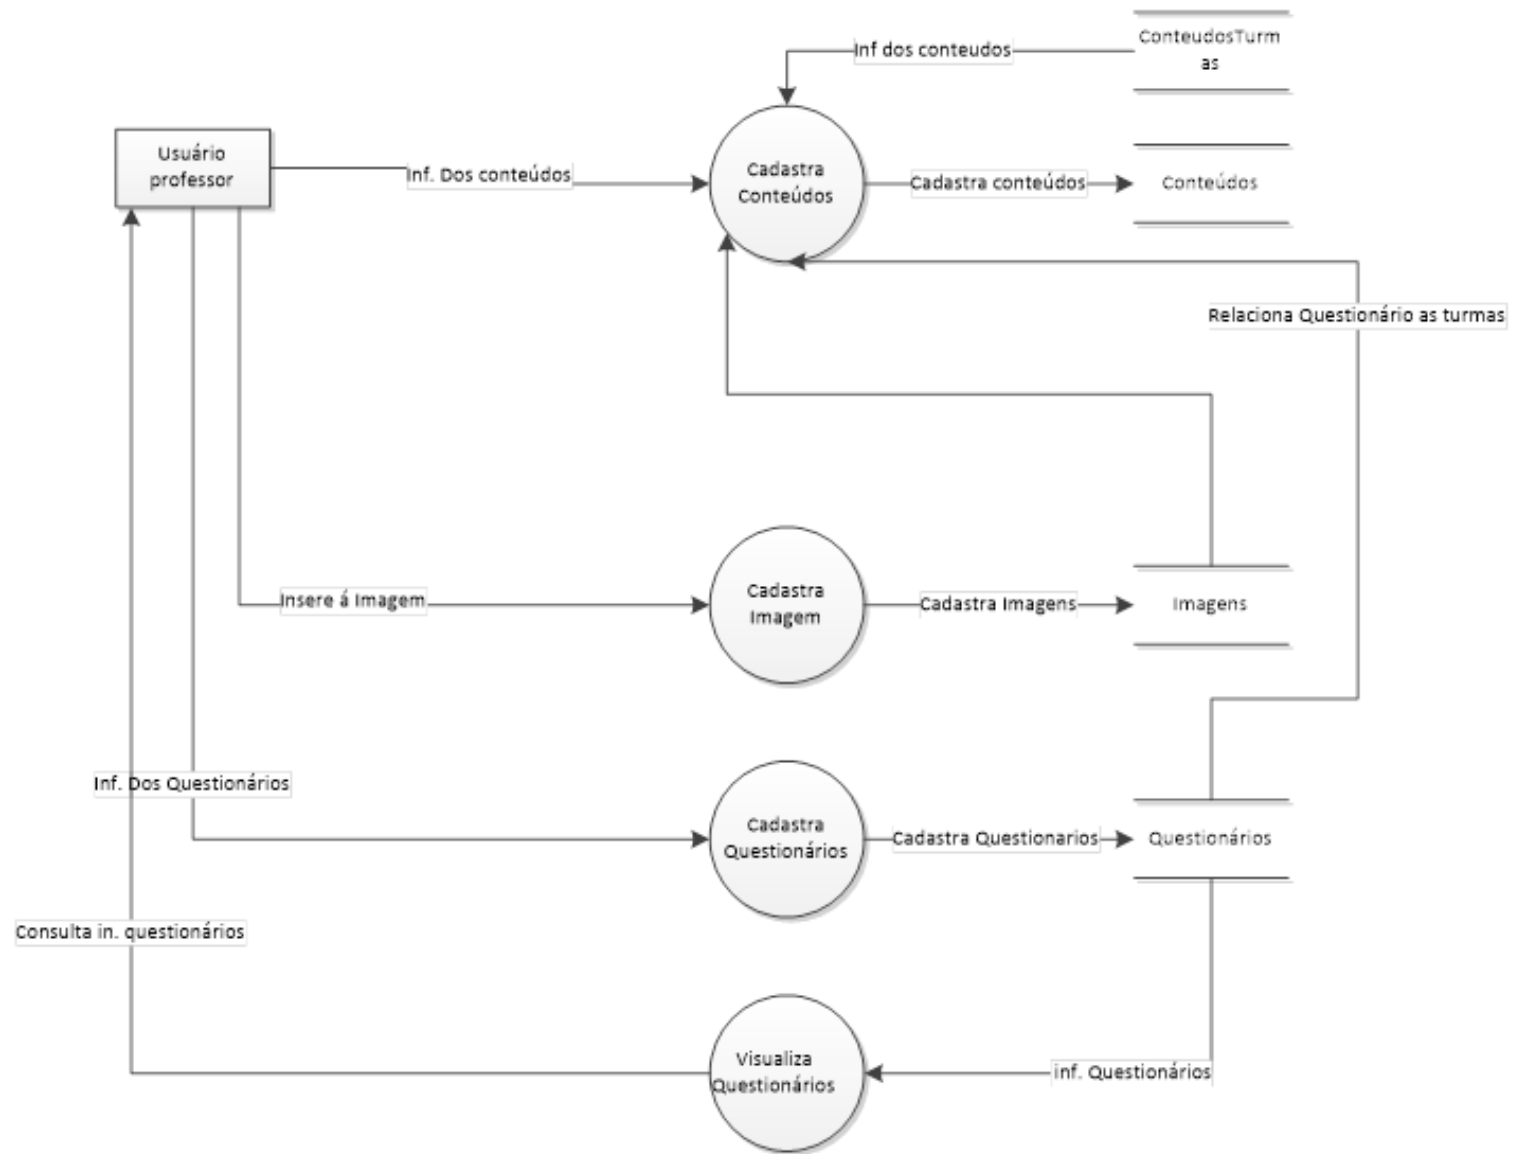 Inf dos conteudos
ConteudosTurm
as
Usuário
professor
Inf. Dos conteúdos
Cadastra
Conteúdos
Cadastra conteúdos
Conteúdos
Relaciona Questionário as turmas
Insere á Imagem
Cadastra
Imagem
Cadastra Imagens
Imagens
Inf. Dos Questionários
Cadastra
Questionários
Cadastra Questionarios
Questionários
Consulta in. questionários
Visualiza
Questionários
inf. Questionários